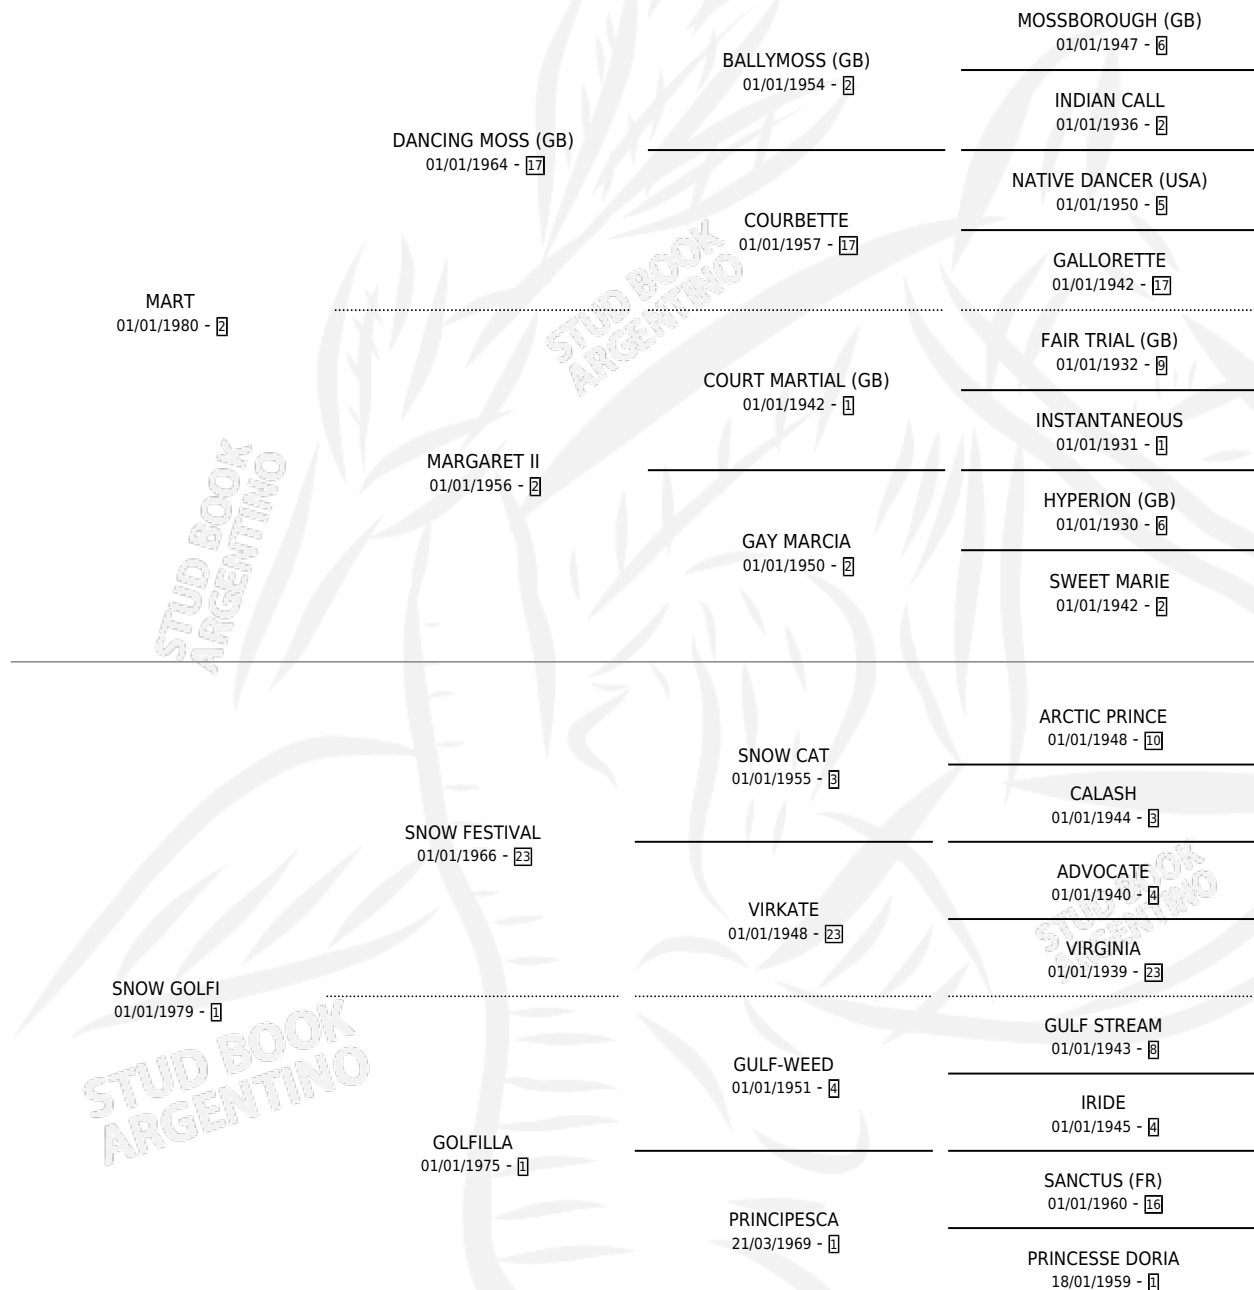 MOSSBOROUGH (GB)
01/01/1947 - 6
BALLYMOSS (GB)
01/01/1954 - 2
INDIAN CALL
01/01/1936 - 2
DANCING MOSS (GB)
01/01/1964 - 17
NATIVE DANCER (USA)
01/01/1950 - 5
COURBETTE
01/01/1957 - 17
GALLORETTE
01/01/1942 - 17
MART
01/01/1980 - 2
STUD BOOK
ARGENTINO
FAIR TRIAL (GB)
01/01/1932 - 9
COURT MARTIAL (GB)
01/01/1942 - 1
INSTANTANEOUS
01/01/1931 - 1
MARGARET II
01/01/1956 - 2
HYPERION (GB)
01/01/1930 - 6
GAY MARCIA
01/01/1950 - 2
SWEET MARIE
01/01/1942 - 2
STUD BOOK
ARGENTINO
ARCTIC PRINCE
01/01/1948 - 10
SNOW CAT
01/01/1955 - 3
CALASH
01/01/1944 - 3
SNOW FESTIVAL
01/01/1966 - 23
ADVOCATE
01/01/1940 - 4
VIRKATE
01/01/1948 - 23
STUD BOOK
ARGENTINO
VIRGINIA
01/01/1939 - 23
SNOW GOLFI
01/01/1979 - 1
STUD BOOK
ARGENTINO
GULF STREAM
01/01/1943 - 8
GULF-WEED
01/01/1951 - 4
IRIDE
01/01/1945 - 4
GOLFILLA
01/01/1975 - 1
SANCTUS (FR)
01/01/1960 - 16
PRINCIPESCA
21/03/1969 - 1
PRINCESSE DORIA
18/01/1959 - 1